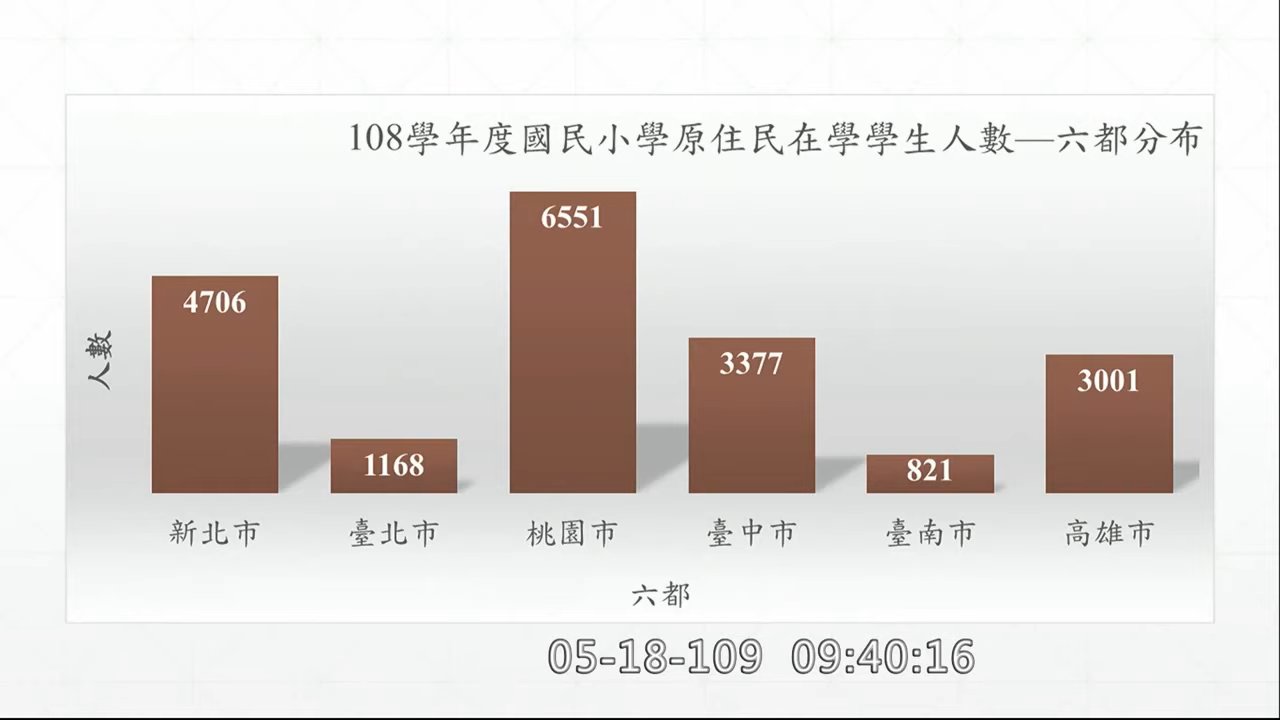 108學年度國民小學原住民在學學生人數—六都分布
人數
4706
1168
6551
3377
821
3001
新北市 臺北市 桃園市 臺中市 臺南市 高雄市
六都
05-18-109 09:40:16